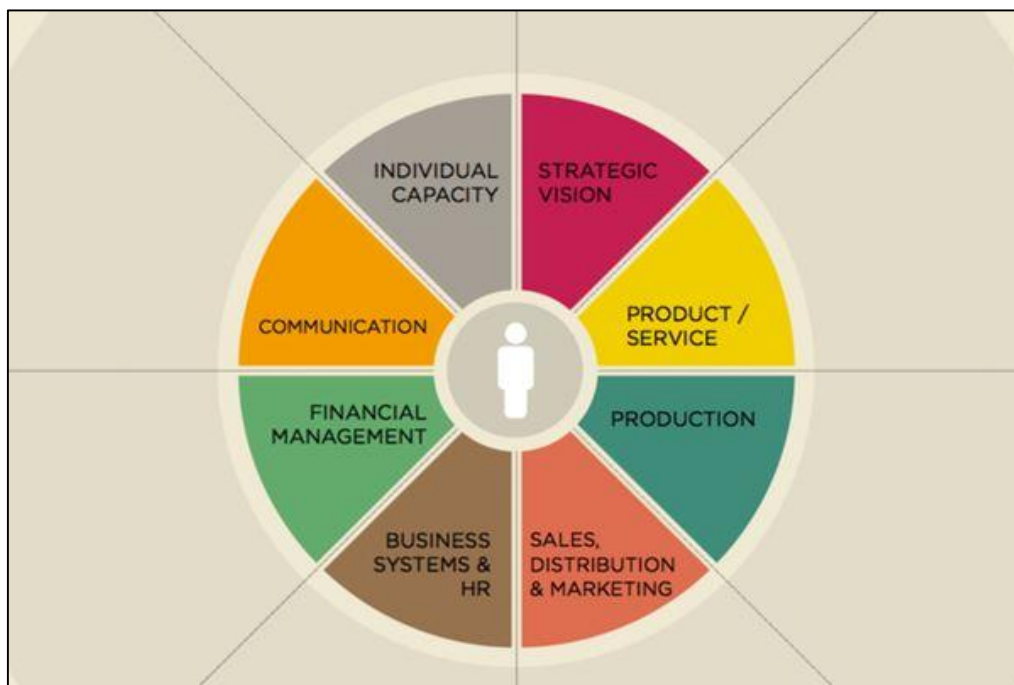 INDIVIDUAL
CAPACITY
STRATEGIC
VISION
PRODUCT /
SERVICE
PRODUCTION
SALES,
DISTRIBUTION
& MARKETING
BUSINESS
SYSTEMS &
HR
FINANCIAL
MANAGEMENT
COMMUNICATION